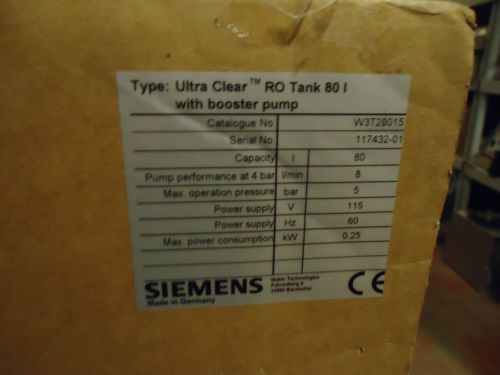 Type: Ultra Clear™ RO Tank 80 l
with booster pump
Catalogue No. W3T29015
Serial No 117432-01
Capacity l 80
Pump performance at 4 bar l/min 8
Max. operation pressure bar 5
Power supply V 115
Power supply Hz 60
Max. power consumption kW 0.25
SIEMENS Water Technologies
Made in Germany
CE